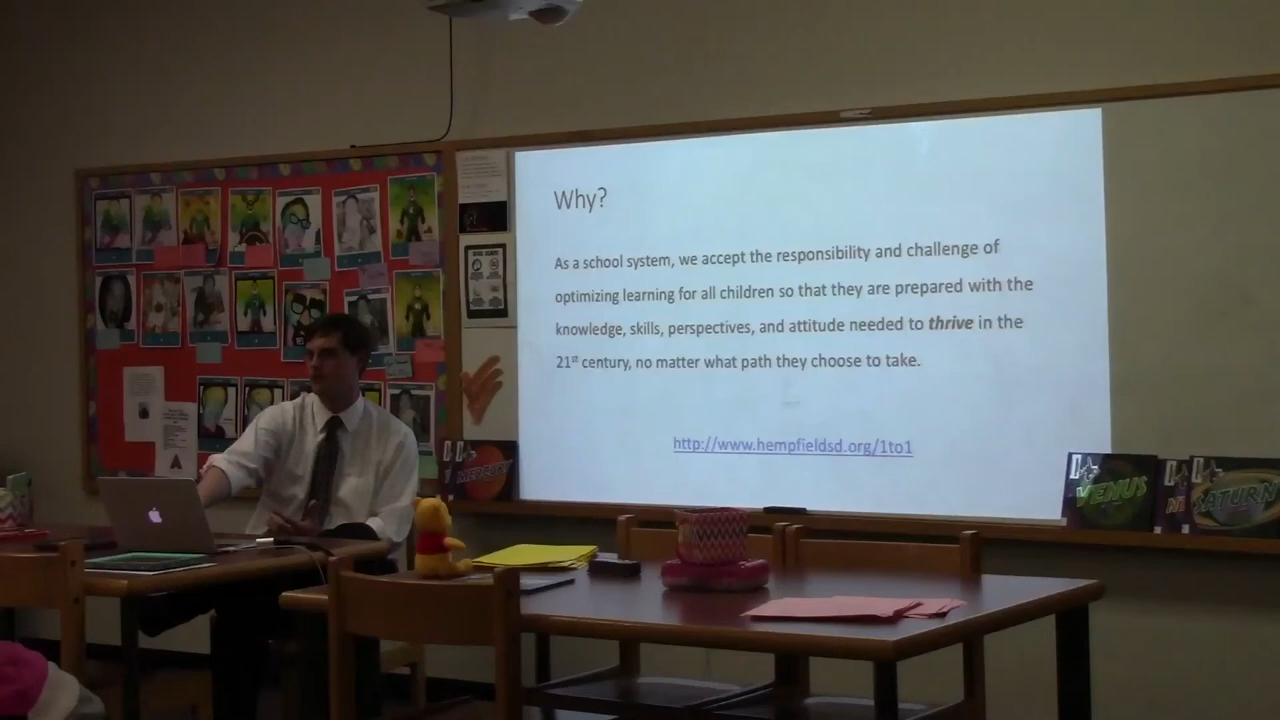 Why?
As a school system, we accept the responsibility and challenge of
optimizing learning for all children so that they are prepared with the
knowledge, skills, perspectives, and attitude needed to thrive in the
21st century, no matter what path they choose to take.
http://www.hempfieldsd.org/1to1
MERCURY
VENUS
SATURN